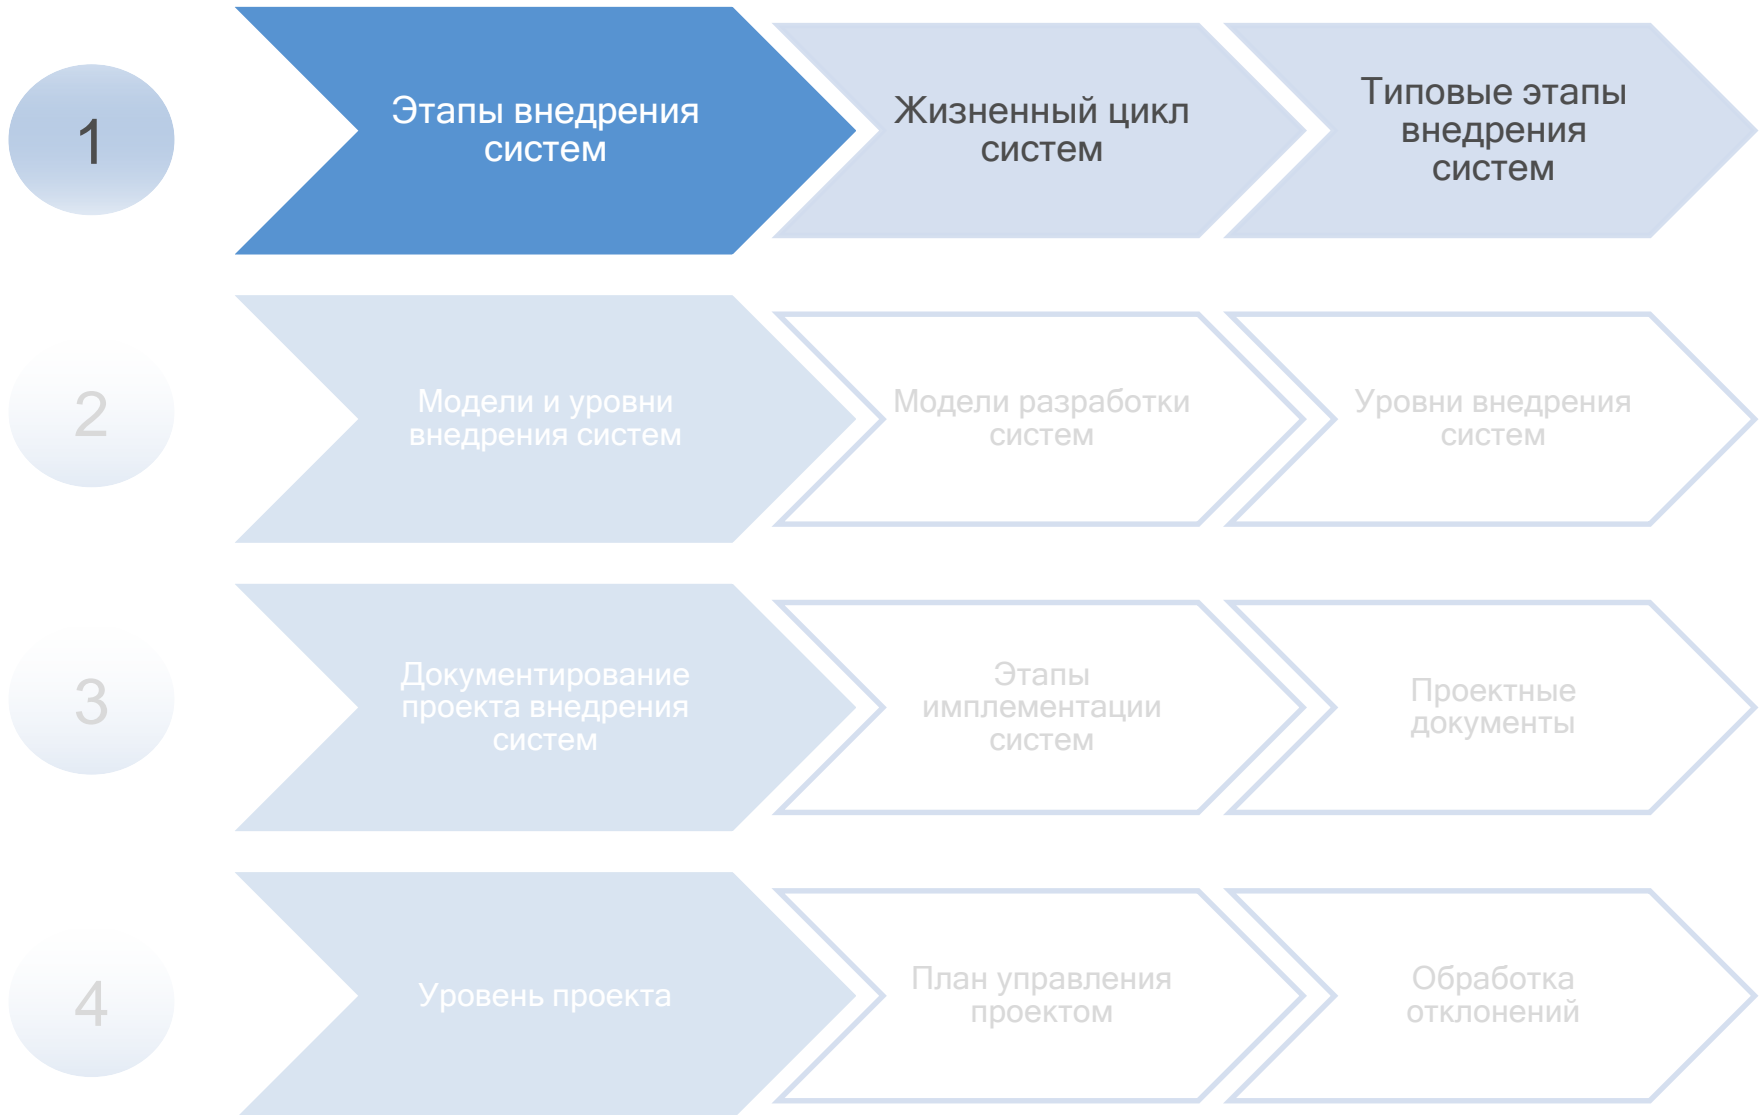 1
Этапы внедрения
систем
Жизненный цикл
систем
Типовые этапы
внедрения
систем
2
Модели и уровни
внедрения систем
Модели разработки
систем
Уровни внедрения
систем
3
Документирование
проекта внедрения
систем
Этапы
имплементации
систем
Проектные
документы
4
Уровень проекта
План управления
проектом
Обработка
отклонений